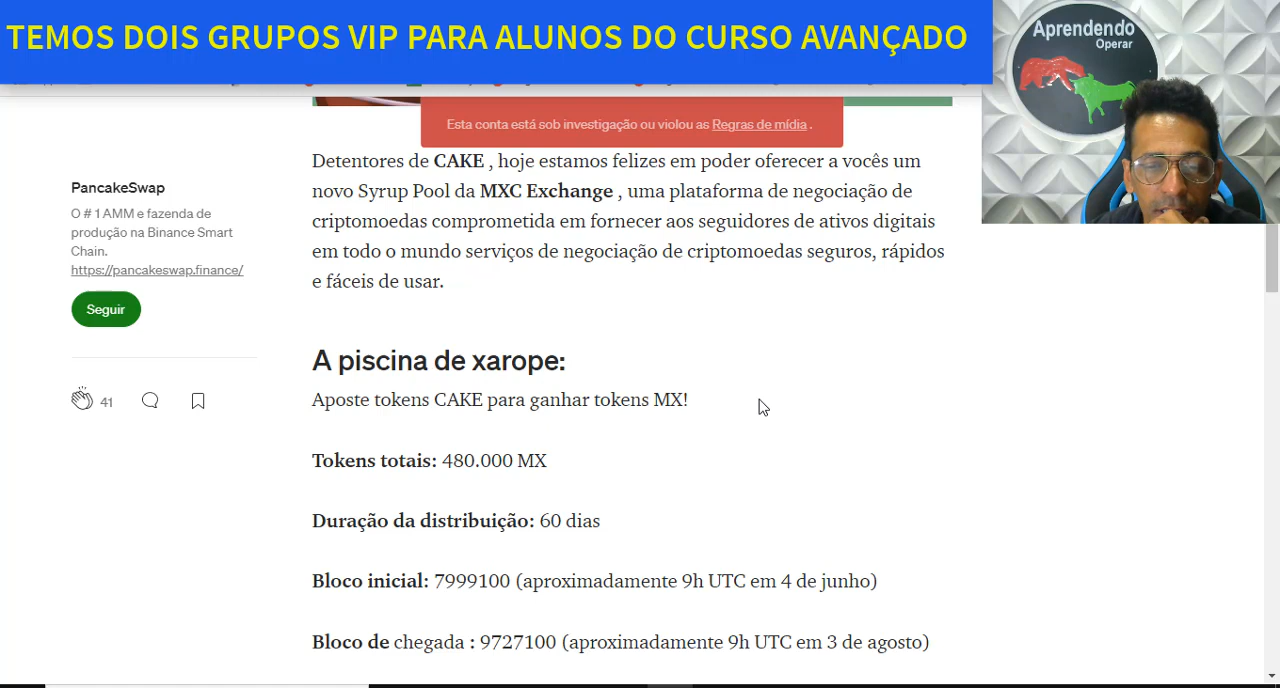 TEMOS DOIS GRUPOS VIP PARA ALUNOS DO CURSO AVANÇADO
Aprendendo
Operar
Esta conta está sob investigação ou violou as Regras de mídia .
PancakeSwap
O # 1 AMM e fazenda de
produção na Binance Smart
Chain.
https://pancakeswap.finance/
Seguir
41
Detentores de CAKE , hoje estamos felizes em poder oferecer a vocês um
novo Syrup Pool da MXC Exchange , uma plataforma de negociação de
criptomoedas comprometida em fornecer aos seguidores de ativos digitais
em todo o mundo serviços de negociação de criptomoedas seguros, rápidos
e fáceis de usar.
A piscina de xarope:
Aposte tokens CAKE para ganhar tokens MX!
Tokens totais: 480.000 MX
Duração da distribuição: 60 dias
Bloco inicial: 7999100 (aproximadamente 9h UTC em 4 de junho)
Bloco de chegada : 9727100 (aproximadamente 9h UTC em 3 de agosto)